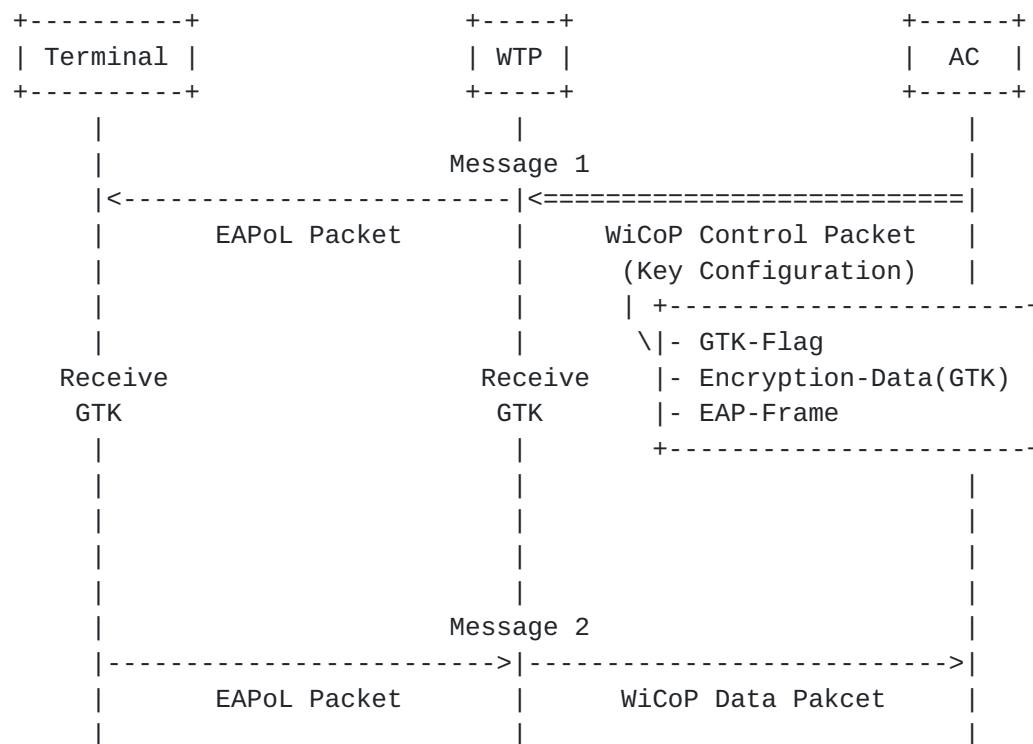 Terminal WTP AC
Message 1
EAPoL Packet WiCoP Control Packet
(Key Configuration)
- GTK-Flag
Receive Receive - Encryption-Data(GTK)
GTK GTK - EAP-Frame
Message 2
EAPoL Packet WiCoP Data Pakcet